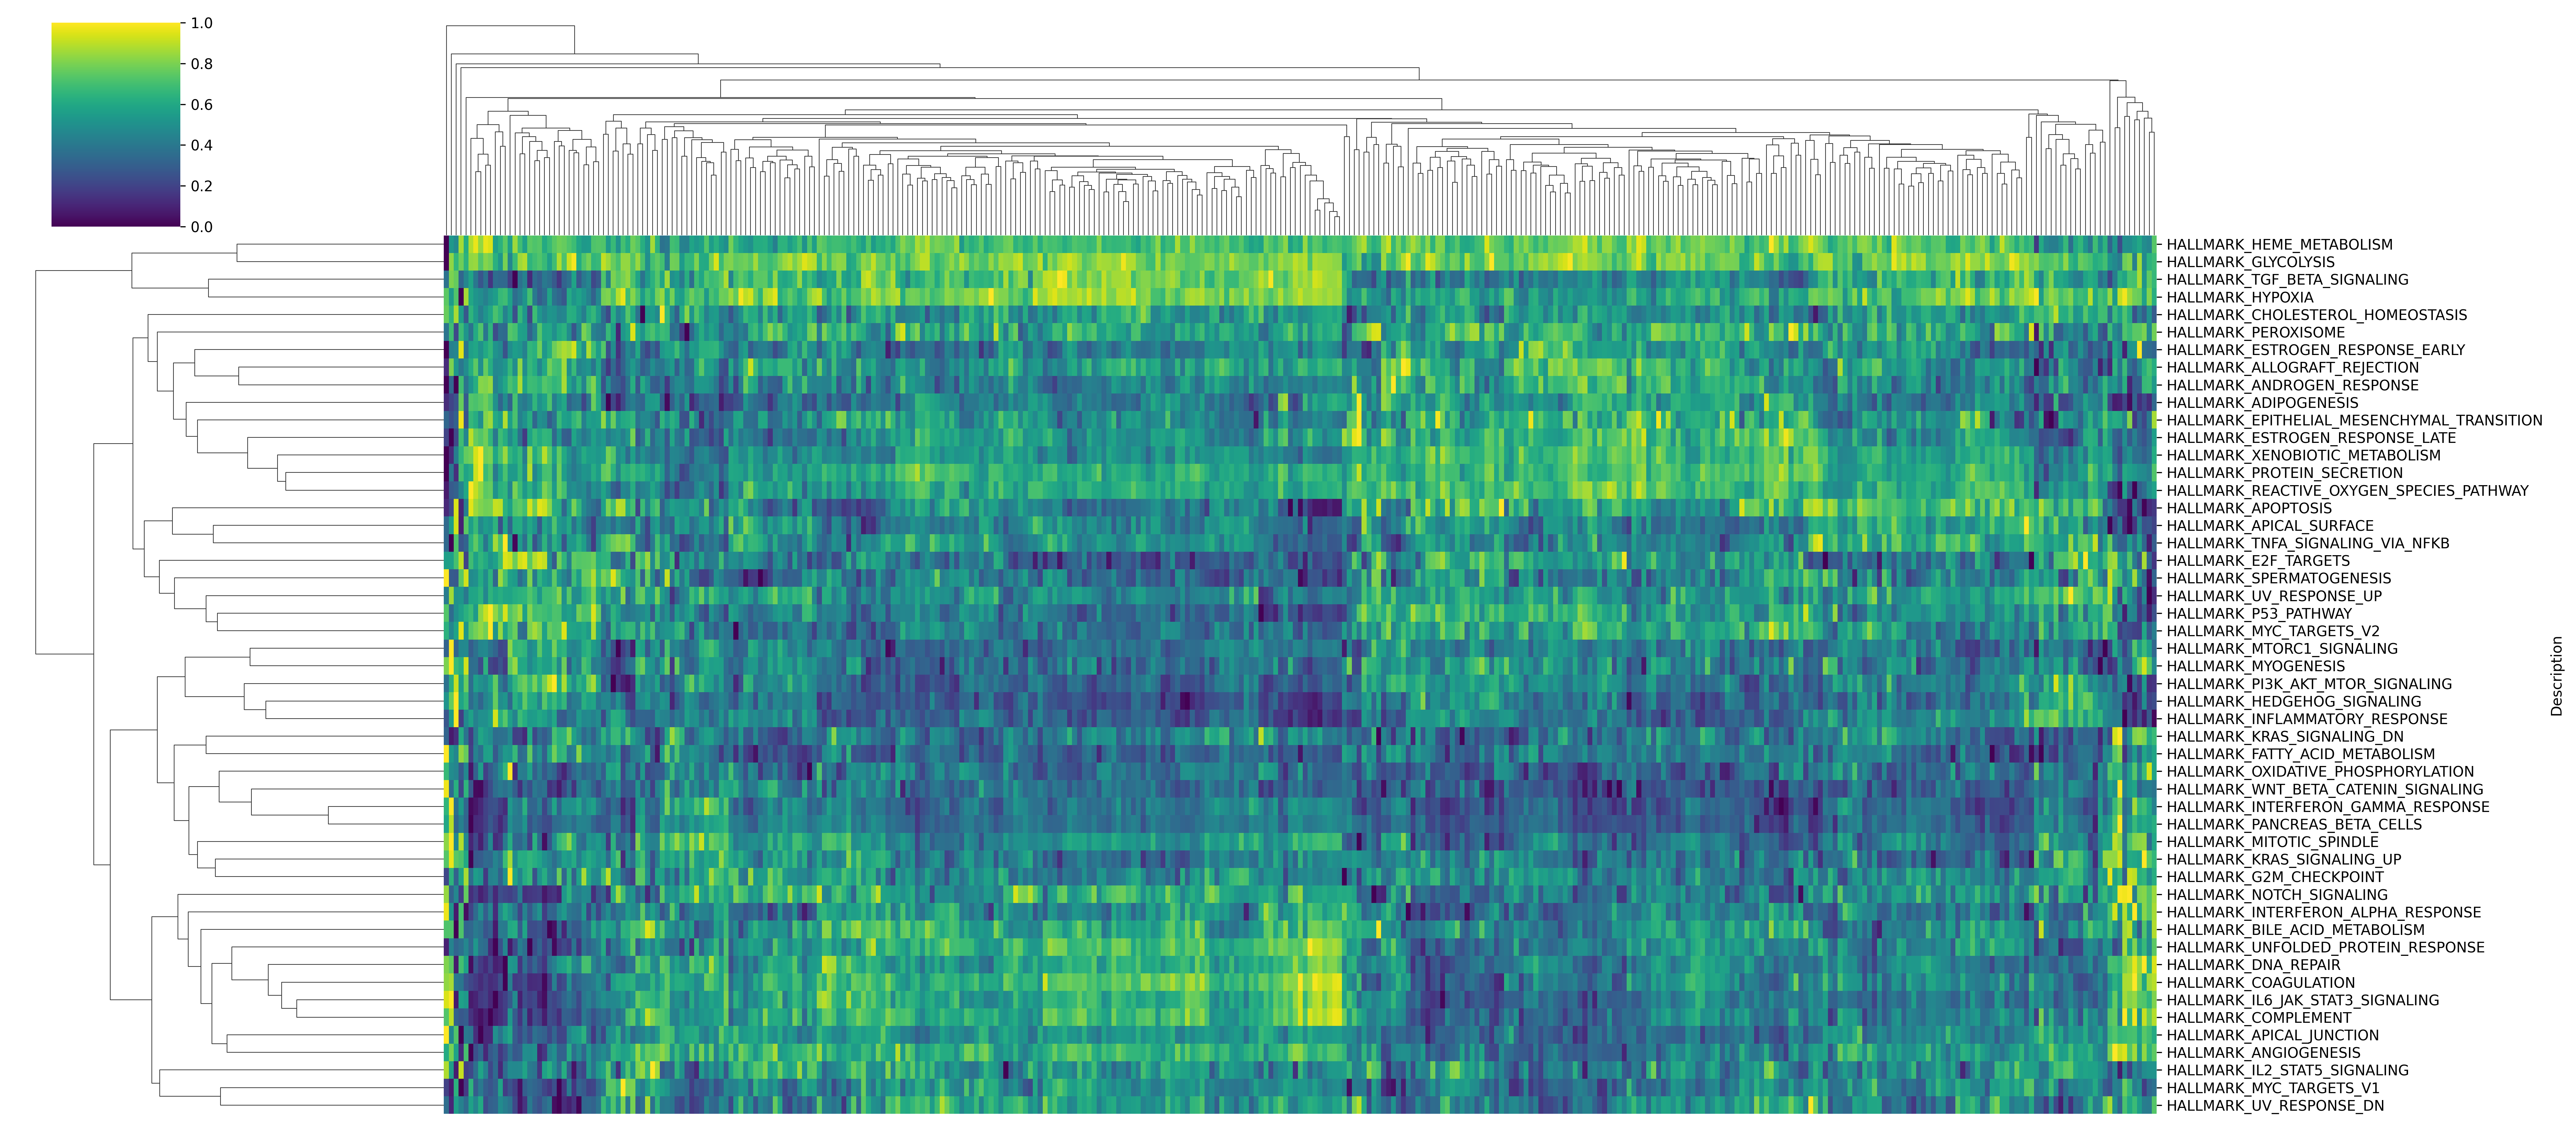 1.0
0.8
0.6
0.4
0.2
0.0
HALLMARK_HEME_METABOLISM
HALLMARK_GLYCOLYSIS
HALLMARK_TGF_BETA_SIGNALING
HALLMARK_HYPOXIA
HALLMARK_CHOLESTEROL_HOMEOSTASIS
HALLMARK_PEROXISOME
HALLMARK_ESTROGEN_RESPONSE_EARLY
HALLMARK_ALLOGRAFT_REJECTION
HALLMARK_ANDROGEN_RESPONSE
HALLMARK_ADIPOGENESIS
HALLMARK_EPITHELIAL_MESENCHYMAL_TRANSITION
HALLMARK_ESTROGEN_RESPONSE_LATE
HALLMARK_XENOBIOTIC_METABOLISM
HALLMARK_PROTEIN_SECRETION
HALLMARK_REACTIVE_OXYGEN_SPECIES_PATHWAY
HALLMARK_APOPTOSIS
HALLMARK_APICAL_SURFACE
HALLMARK_TNFA_SIGNALING_VIA_NFKB
HALLMARK_E2F_TARGETS
HALLMARK_SPERMATOGENESIS
HALLMARK_UV_RESPONSE_UP
HALLMARK_P53_PATHWAY
HALLMARK_MYC_TARGETS_V2
HALLMARK_MTORC1_SIGNALING
HALLMARK_MYOGENESIS
HALLMARK_PI3K_AKT_MTOR_SIGNALING
HALLMARK_HEDGEHOG_SIGNALING
HALLMARK_INFLAMMATORY_RESPONSE
HALLMARK_KRAS_SIGNALING_DN
HALLMARK_FATTY_ACID_METABOLISM
HALLMARK_OXIDATIVE_PHOSPHORYLATION
HALLMARK_WNT_BETA_CATENIN_SIGNALING
HALLMARK_INTERFERON_GAMMA_RESPONSE
HALLMARK_PANCREAS_BETA_CELLS
HALLMARK_MITOTIC_SPINDLE
HALLMARK_KRAS_SIGNALING_UP
HALLMARK_G2M_CHECKPOINT
HALLMARK_NOTCH_SIGNALING
HALLMARK_INTERFERON_ALPHA_RESPONSE
HALLMARK_BILE_ACID_METABOLISM
HALLMARK_UNFOLDED_PROTEIN_RESPONSE
HALLMARK_DNA_REPAIR
HALLMARK_COAGULATION
HALLMARK_IL6_JAK_STAT3_SIGNALING
HALLMARK_COMPLEMENT
HALLMARK_APICAL_JUNCTION
HALLMARK_ANGIOGENESIS
HALLMARK_IL2_STAT5_SIGNALING
HALLMARK_MYC_TARGETS_V1
HALLMARK_UV_RESPONSE_DN
Description